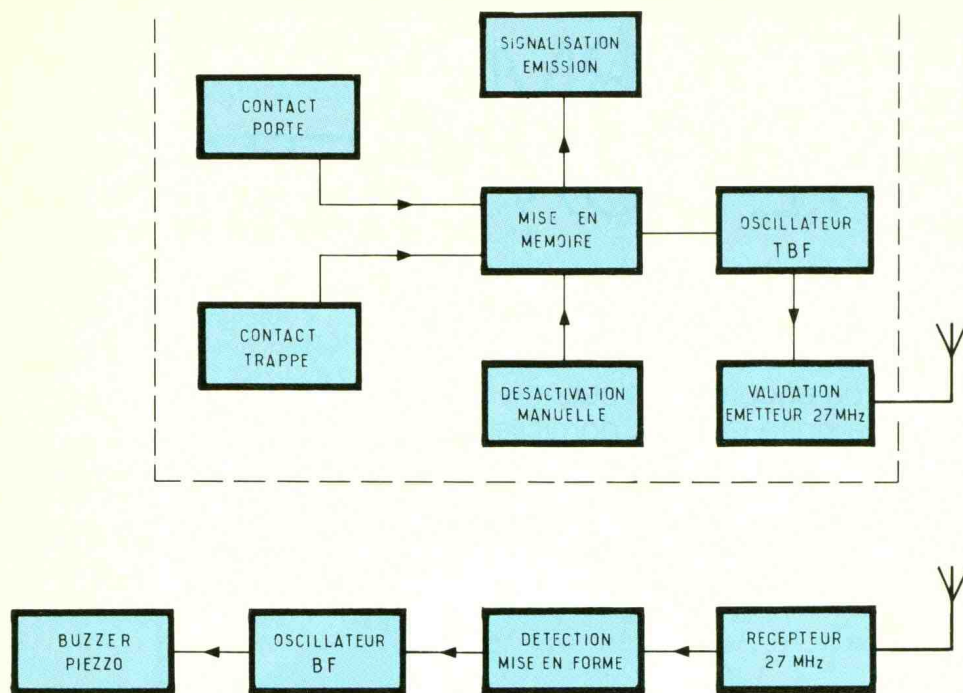 SIGNALISATION
EMISSION
CONTACT
PORTE
MISE EN
MEMOIRE
OSCILLATEUR
TBF
CONTACT
TRAPPE
DESACTIVATION
MANUELLE
VALIDATION
EMETTEUR 27MHz
BUZZER
PIEZZO
OSCILLATEUR
BF
DETECTION
MISE EN FORME
RECEPTEUR
27 MHz